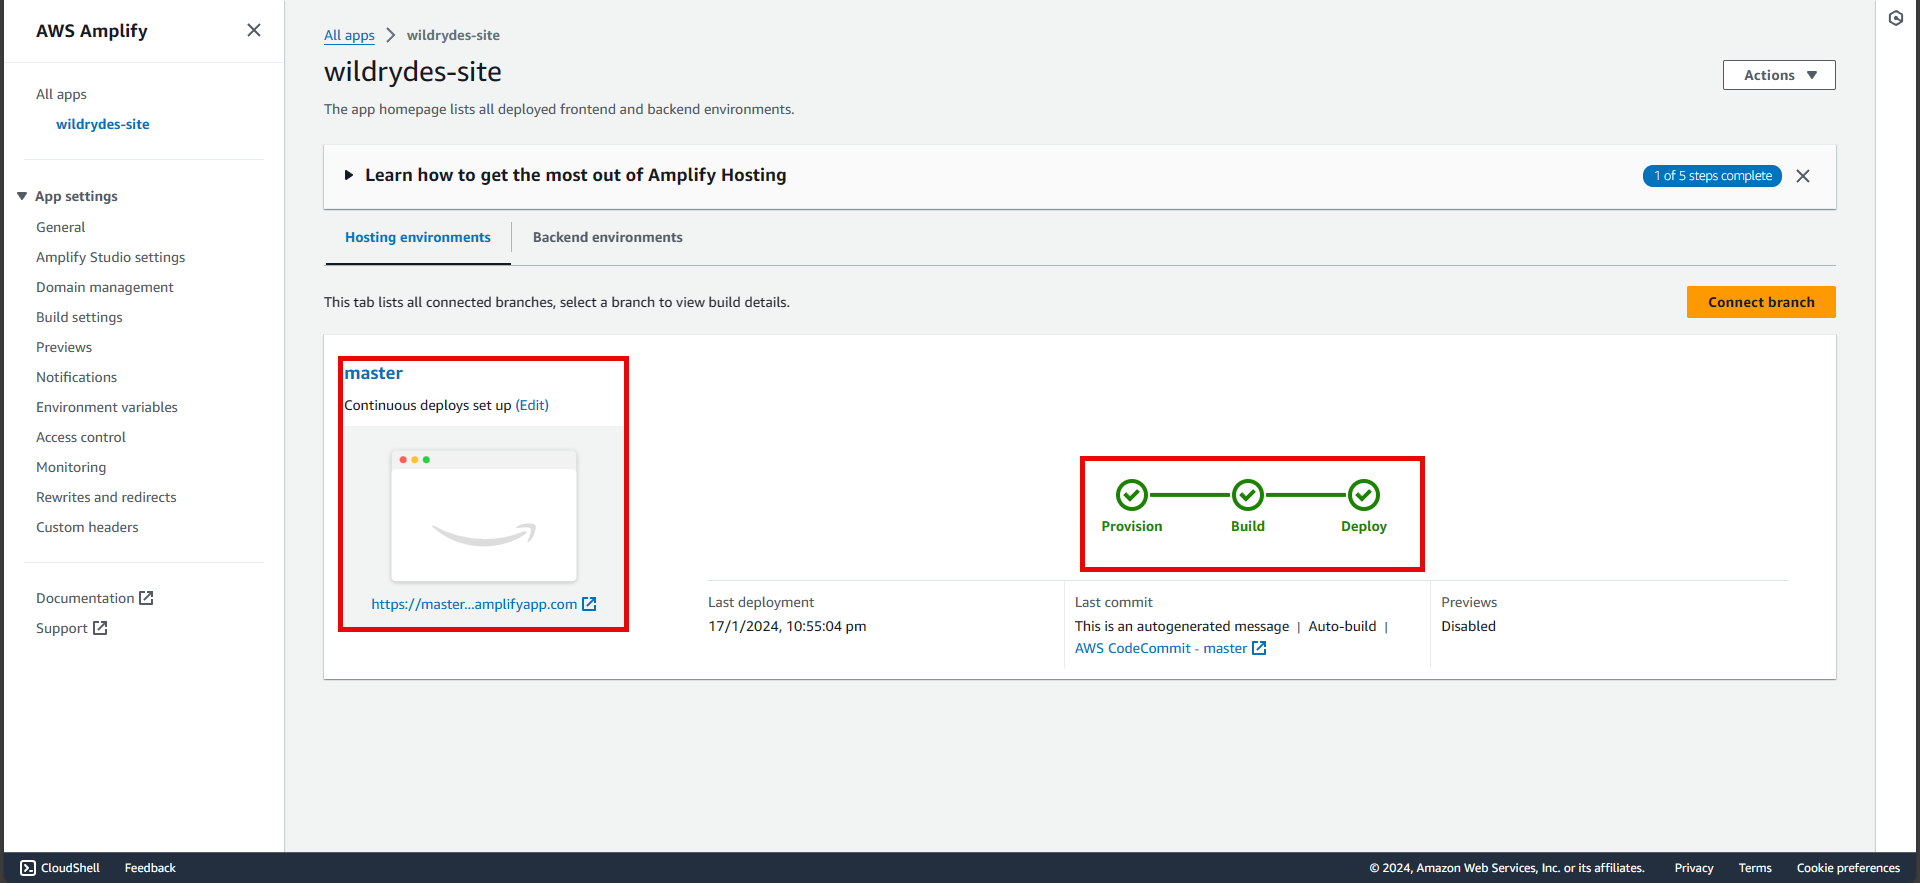 AWS Amplify
All apps
wildrydes-site
App settings
General
Amplify Studio settings
Domain management
Build settings
Previews
Notifications
Environment variables
Access control
Monitoring
Rewrites and redirects
Custom headers
Documentation
Support
All apps > wildrydes-site
wildrydes-site
Actions
The app homepage lists all deployed frontend and backend environments.
Learn how to get the most out of Amplify Hosting
1 of 5 steps complete
Hosting environments
Backend environments
This tab lists all connected branches, select a branch to view build details.
Connect branch
master
Continuous deploys set up (Edit)
https://master...amplifyapp.com
Provision
Build
Deploy
Last deployment
17/1/2024, 10:55:04 pm
Last commit
This is an autogenerated message | Auto-build |
AWS CodeCommit - master
Previews
Disabled
CloudShell
Feedback
© 2024, Amazon Web Services, Inc. or its affiliates.
Privacy
Terms
Cookie preferences